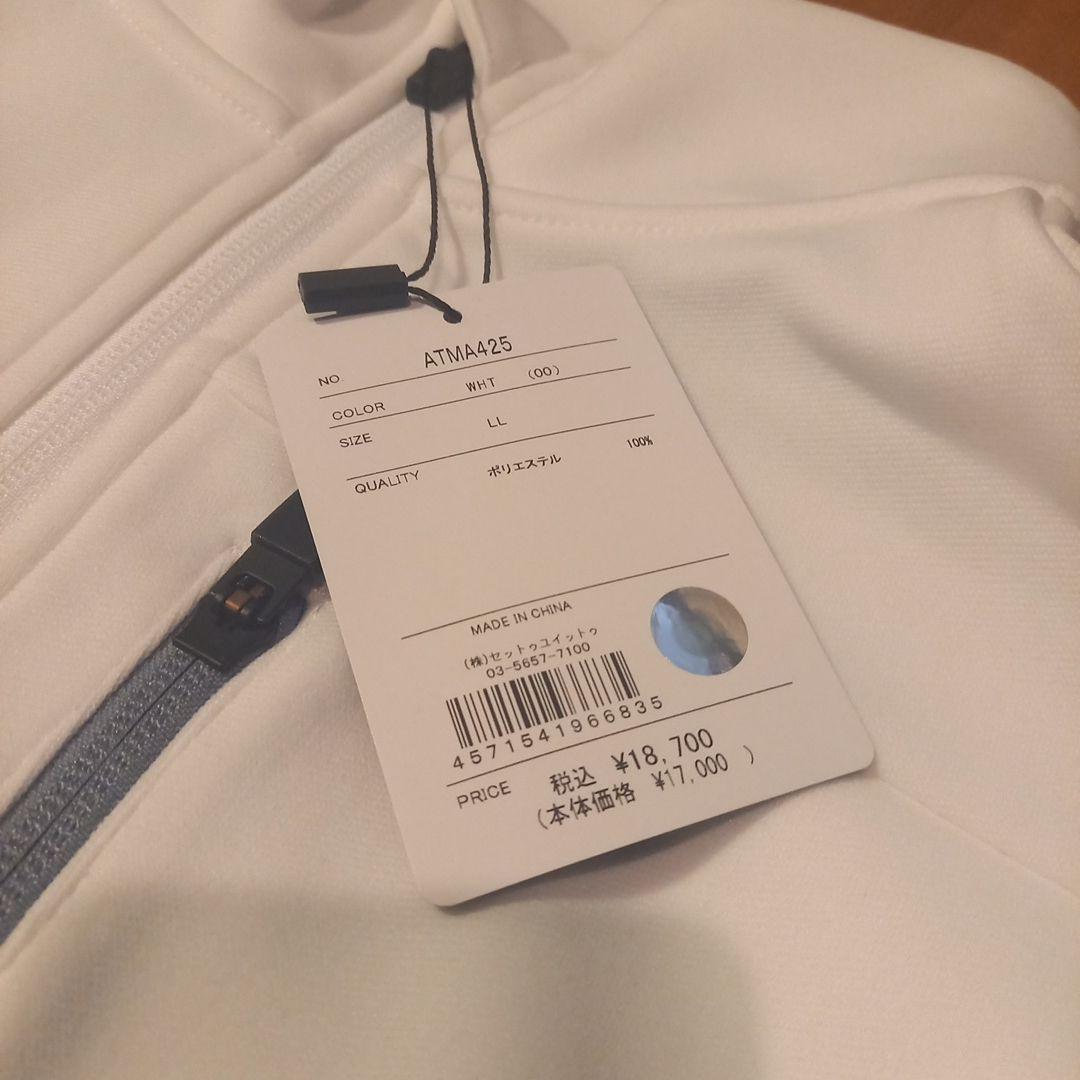 NO. ATMA425
COLOR WHT (00)
SIZE LL
QUALITY ポリエステル 100%
MADE IN CHINA
(株)セットゥユイットゥ
03-5657-7100
4571541966835
PRICE 税込 ¥18,700
(本体価格 ¥17,000 )